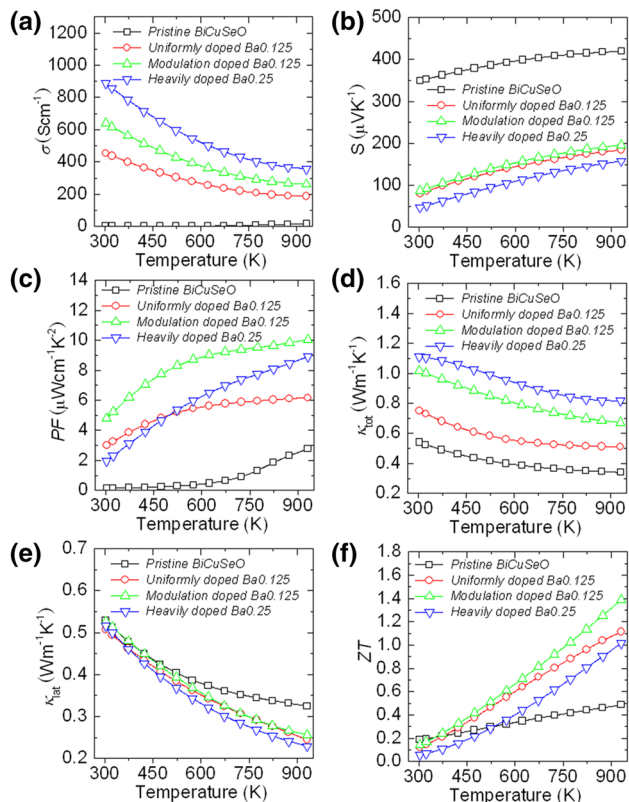 (a)
1200
1000
800
600
400
200
0
σ (Scm⁻¹)
Pristine BiCuSeO
Uniformly doped Ba0.125
Modulation doped Ba0.125
Heavily doped Ba0.25
300 450 600 750 900
Temperature (K)
(b)
500
400
300
200
100
0
S (μVK⁻¹)
Pristine BiCuSeO
Uniformly doped Ba0.125
Modulation doped Ba0.125
Heavily doped Ba0.25
300 450 600 750 900
Temperature (K)
(c)
14
12
10
8
6
4
2
0
PF (μWcm⁻¹K⁻²)
Pristine BiCuSeO
Uniformly doped Ba0.125
Modulation doped Ba0.125
Heavily doped Ba0.25
300 450 600 750 900
Temperature (K)
(d)
1.6
1.4
1.2
1.0
0.8
0.6
0.4
0.2
κtot (Wm⁻¹K⁻¹)
Pristine BiCuSeO
Uniformly doped Ba0.125
Modulation doped Ba0.125
Heavily doped Ba0.25
300 450 600 750 900
Temperature (K)
(e)
0.7
0.6
0.5
0.4
0.3
0.2
κlat (Wm⁻¹K⁻¹)
Pristine BiCuSeO
Uniformly doped Ba0.125
Modulation doped Ba0.125
Heavily doped Ba0.25
300 450 600 750 900
Temperature (K)
(f)
1.8
1.6
1.4
1.2
1.0
0.8
0.6
0.4
0.2
0.0
ZT
Pristine BiCuSeO
Uniformly doped Ba0.125
Modulation doped Ba0.125
Heavily doped Ba0.25
300 450 600 750 900
Temperature (K)